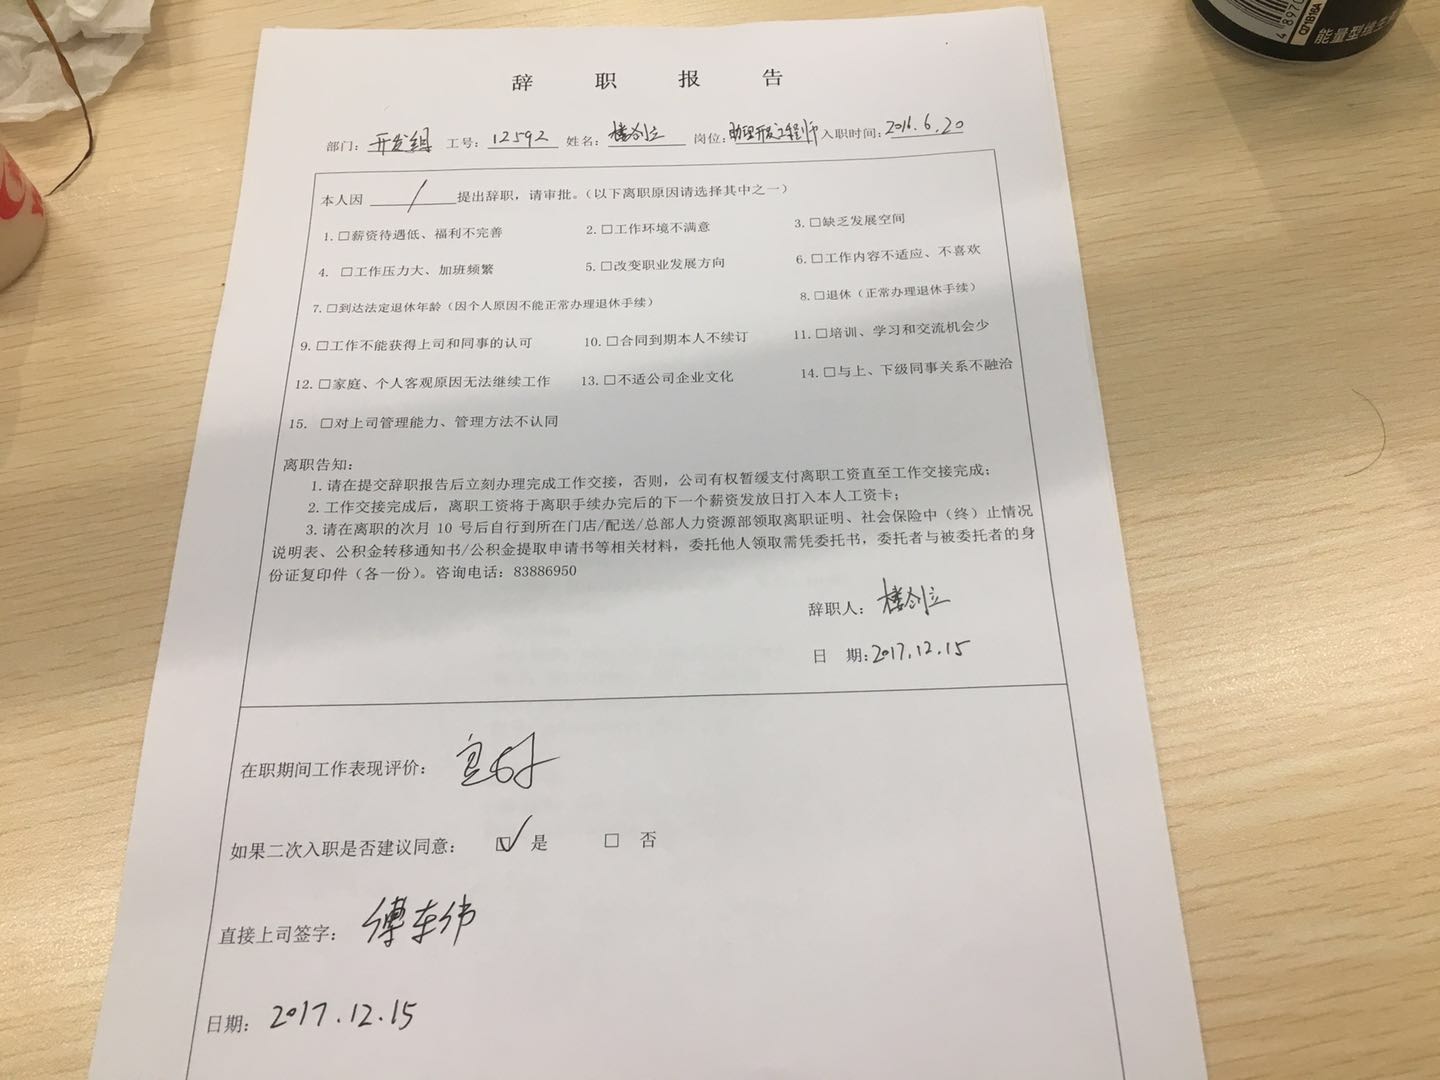 辞 职 报 告
部门：开发组 工号：12592 姓名：楼剑立 岗位：助理开发工程师 入职时间：2016.6.20
本人因 / 提出辞职，请审批。（以下离职原因请选择其中之一）
1.□薪资待遇低、福利不完善 2.□工作环境不满意 3.□缺乏发展空间
4. □工作压力大、加班频繁 5.□改变职业发展方向 6.□工作内容不适应、不喜欢
7.□到达法定退休年龄（因个人原因不能正常办理退休手续） 8.□退休（正常办理退休手续）
9.□工作不能获得上司和同事的认可 10.□合同到期本人不续订 11.□培训、学习和交流机会少
12.□家庭、个人客观原因无法继续工作 13.□不适公司企业文化 14.□与上、下级同事关系不融洽
15. □对上司管理能力、管理方法不认同
离职告知：
1.请在提交辞职报告后立刻办理完成工作交接，否则，公司有权暂缓支付离职工资直至工作交接完成；
2.工作交接完成后，离职工资将于离职手续办完后的下一个薪资发放日打入本人工资卡；
3.请在离职的次月 10 号后自行到所在门店/配送/总部人力资源部领取离职证明、社会保险中（终）止情况
说明表、公积金转移通知书/公积金提取申请书等相关材料，委托他人领取需凭委托书，委托者与被委托者的身
份证复印件（各一份）。咨询电话：83886950
辞职人：楼剑立
日 期：2017.12.15
在职期间工作表现评价：
如果二次入职是否建议同意： ☑ 是 □ 否
直接上司签字：
日期：2017.12.15
能量型维生
071B18A